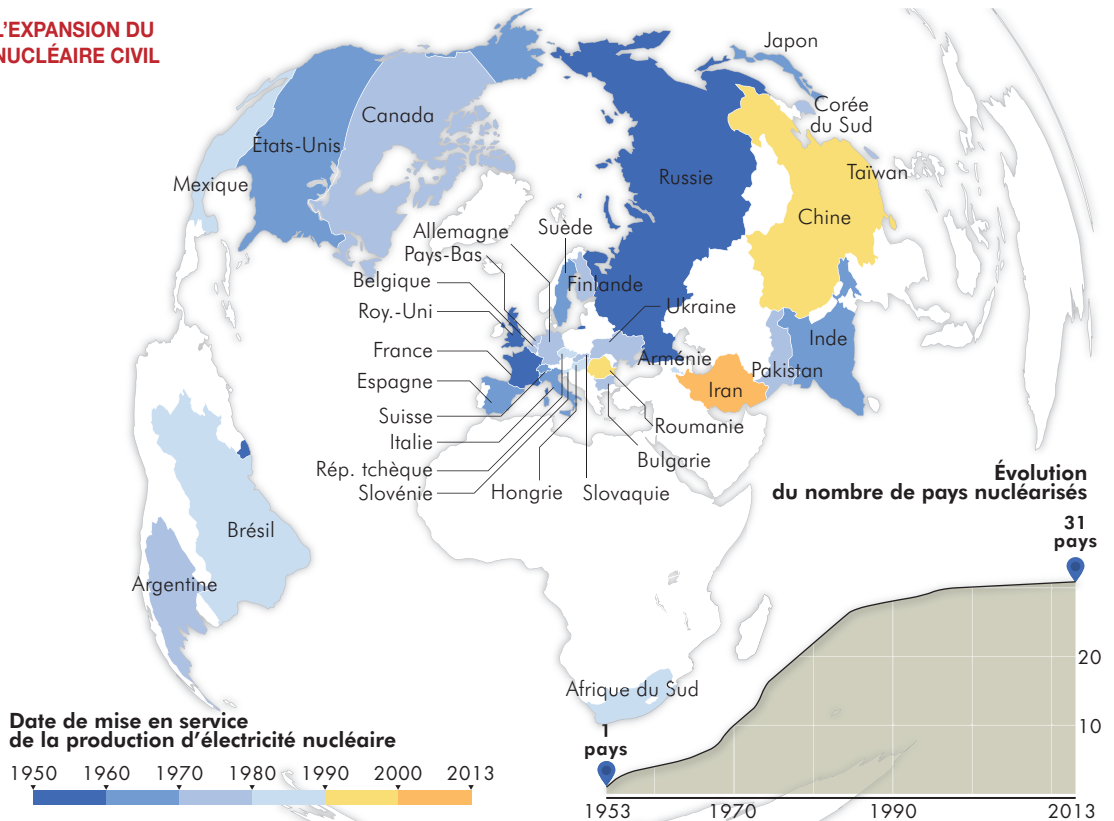 L'EXPANSION DU
NUCLÉAIRE CIVIL
Japon
Canada
Corée
du Sud
États-Unis
Taïwan
Mexique
Russie
Chine
Allemagne
Suède
Pays-Bas
Belgique
Finlande
Roy.-Uni
Ukraine
Inde
France
Arménie
Pakistan
Espagne
Iran
Suisse
Roumanie
Italie
Bulgarie
Rép. tchèque
Slovénie
Hongrie
Slovaquie
Brésil
Argentine
Afrique du Sud
Évolution
du nombre de pays nucléarisés
31
pays
20
10
1
pays
1953
1970
1990
2013
Date de mise en service
de la production d'électricité nucléaire
1950 1960 1970 1980 1990 2000 2013